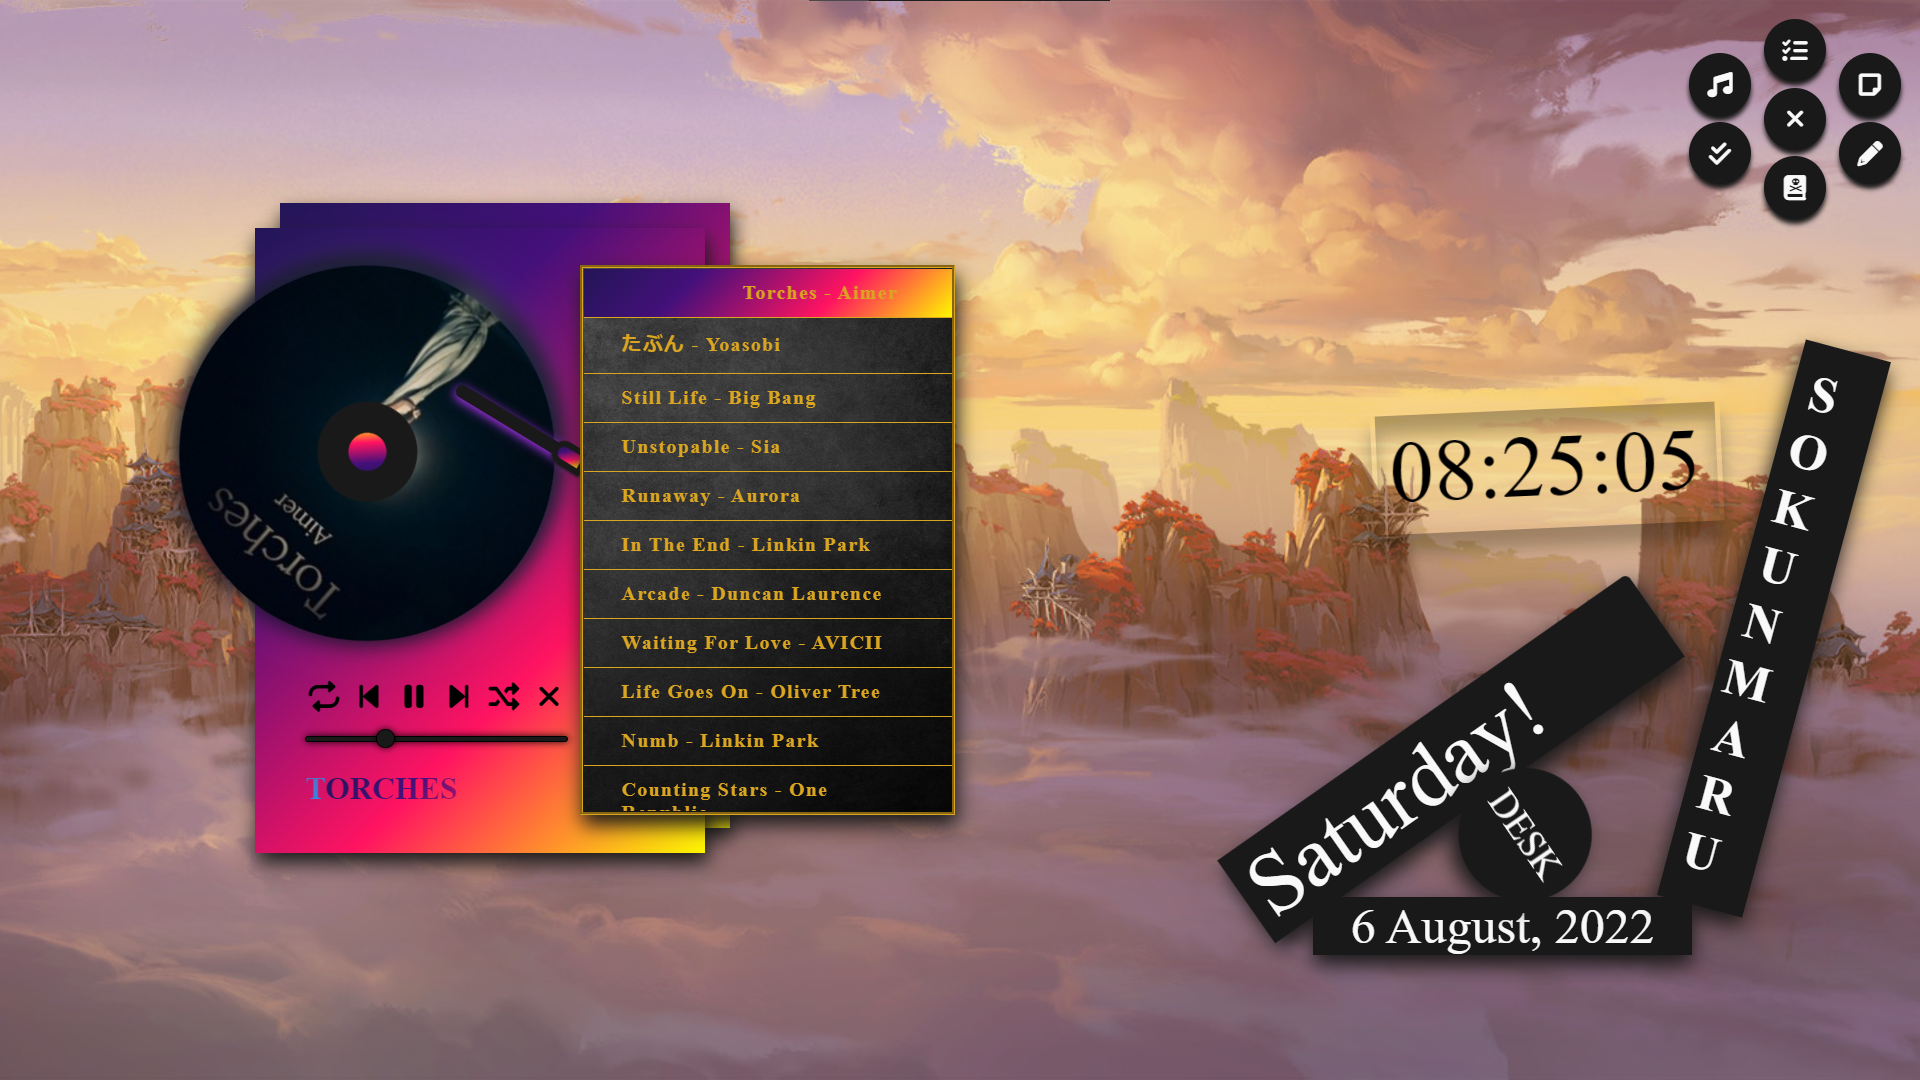 Torches - Aimer
たぶん - Yoasobi
Still Life - Big Bang
Unstopable - Sia
Runaway - Aurora
In The End - Linkin Park
Arcade - Duncan Laurence
Waiting For Love - AVICII
Life Goes On - Oliver Tree
Numb - Linkin Park
Counting Stars - One
Torches
Aimer
TORCHES
08:25:05
SOKUNMARU
Saturday!
DESK
6 August, 2022